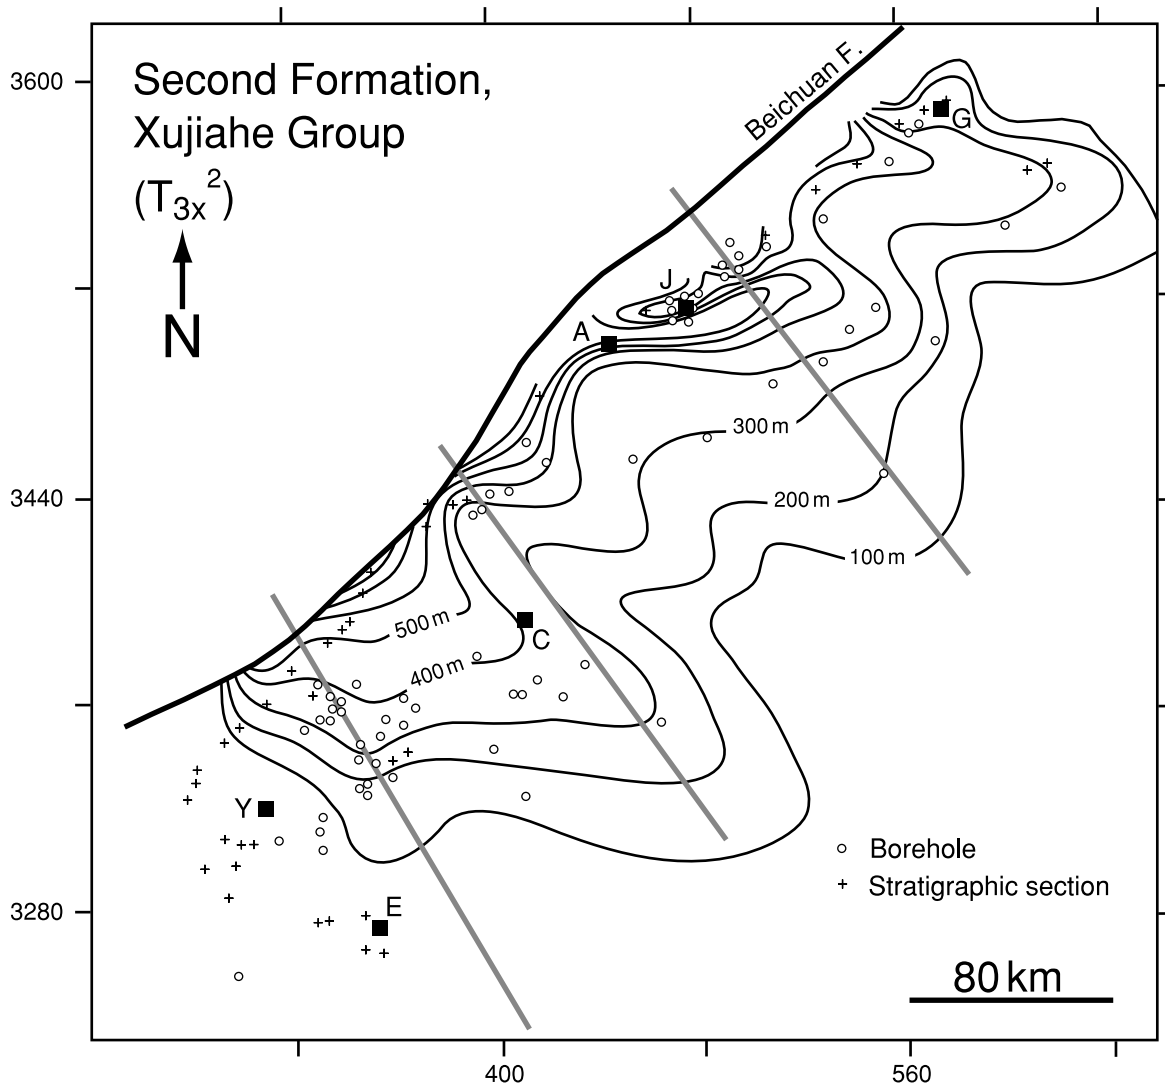 Second Formation,
Xujiahe Group
(T3x2)
N
Beichuan F.
G
J
A
300 m
200 m
100 m
500 m
400 m
C
Y
E
Borehole
Stratigraphic section
80 km
3600
3440
3280
400
560